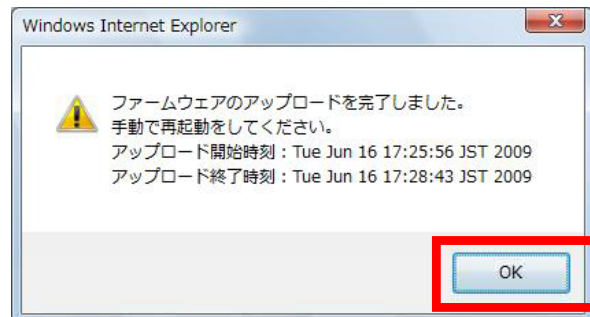 Windows Internet Explorer
ファームウェアのアップロードを完了しました。
手動で再起動をしてください。
アップロード開始時刻：Tue Jun 16 17:25:56 JST 2009
アップロード終了時刻：Tue Jun 16 17:28:43 JST 2009
OK